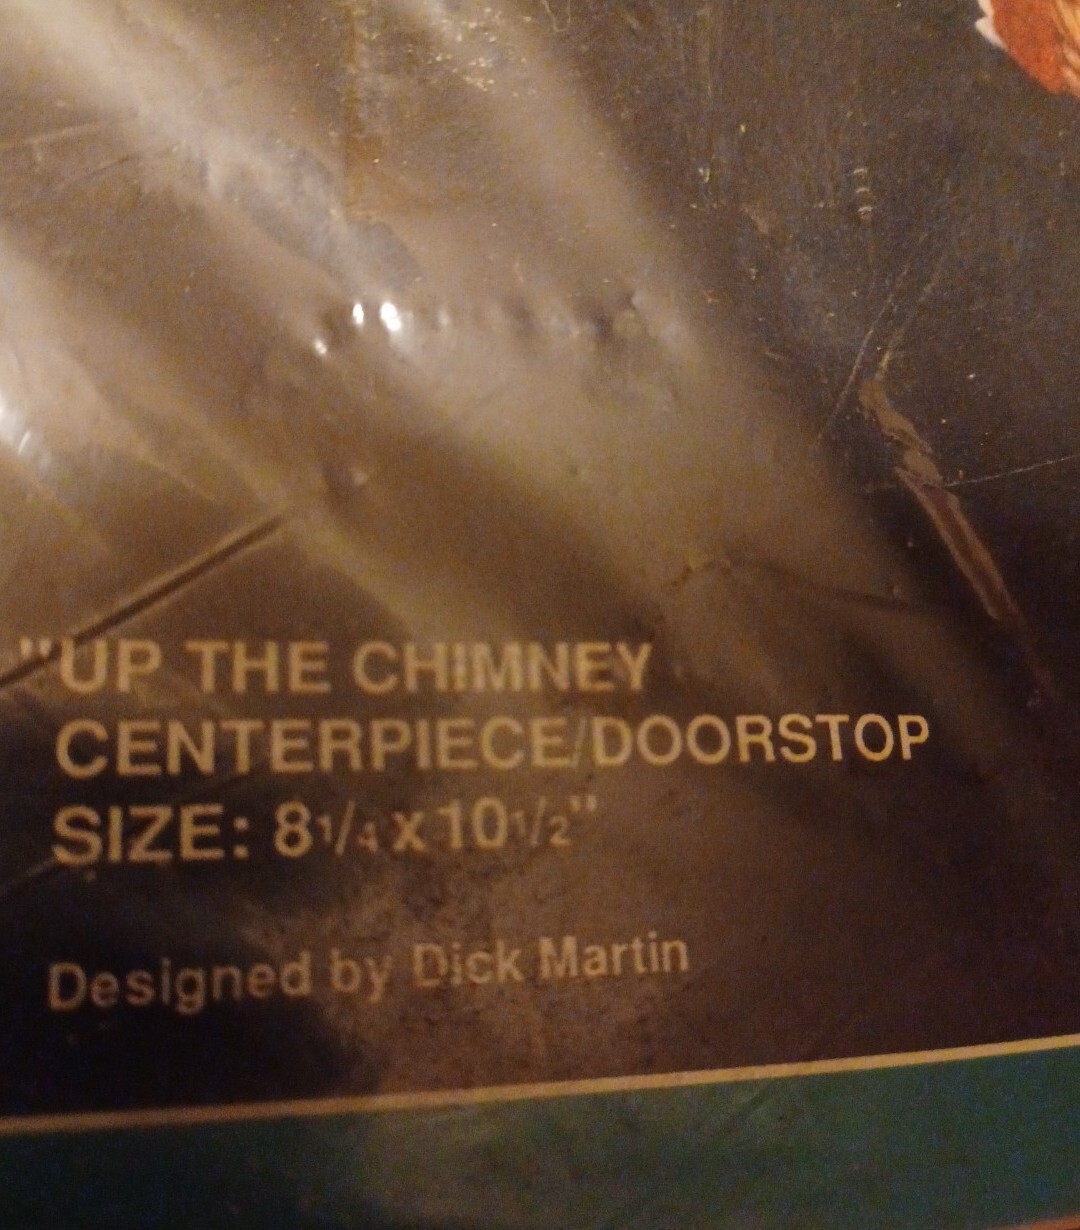 "UP THE CHIMNEY
CENTERPIECE/DOORSTOP
SIZE: 8 1/4 x 10 1/2"
Designed by Dick Martin